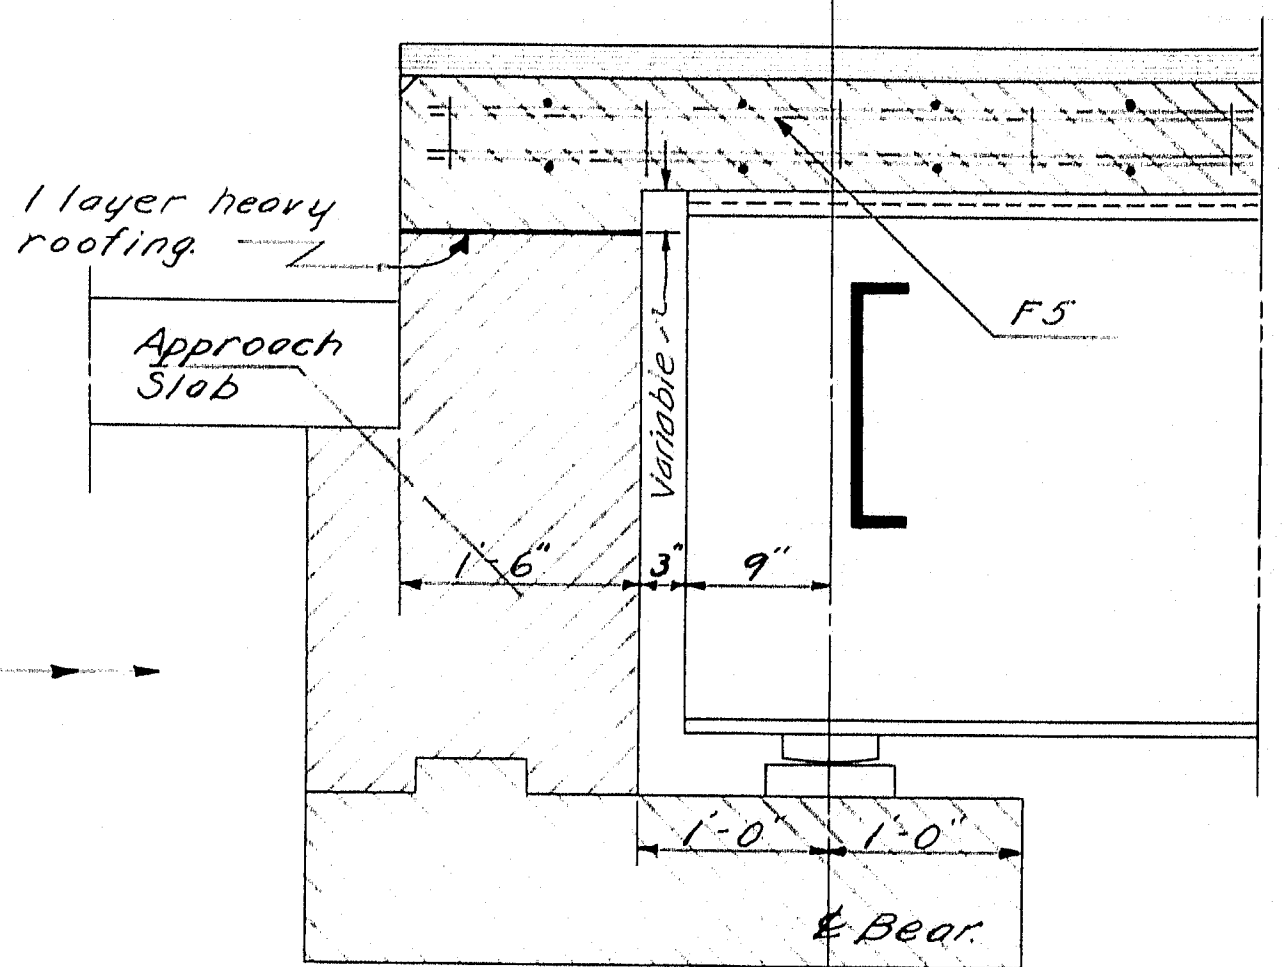 1 layer heavy
roofing.
Approach
Slab
F5
Variable
1'-6"
3"
9"
1'-0"
1'-0"
℄ Bear.